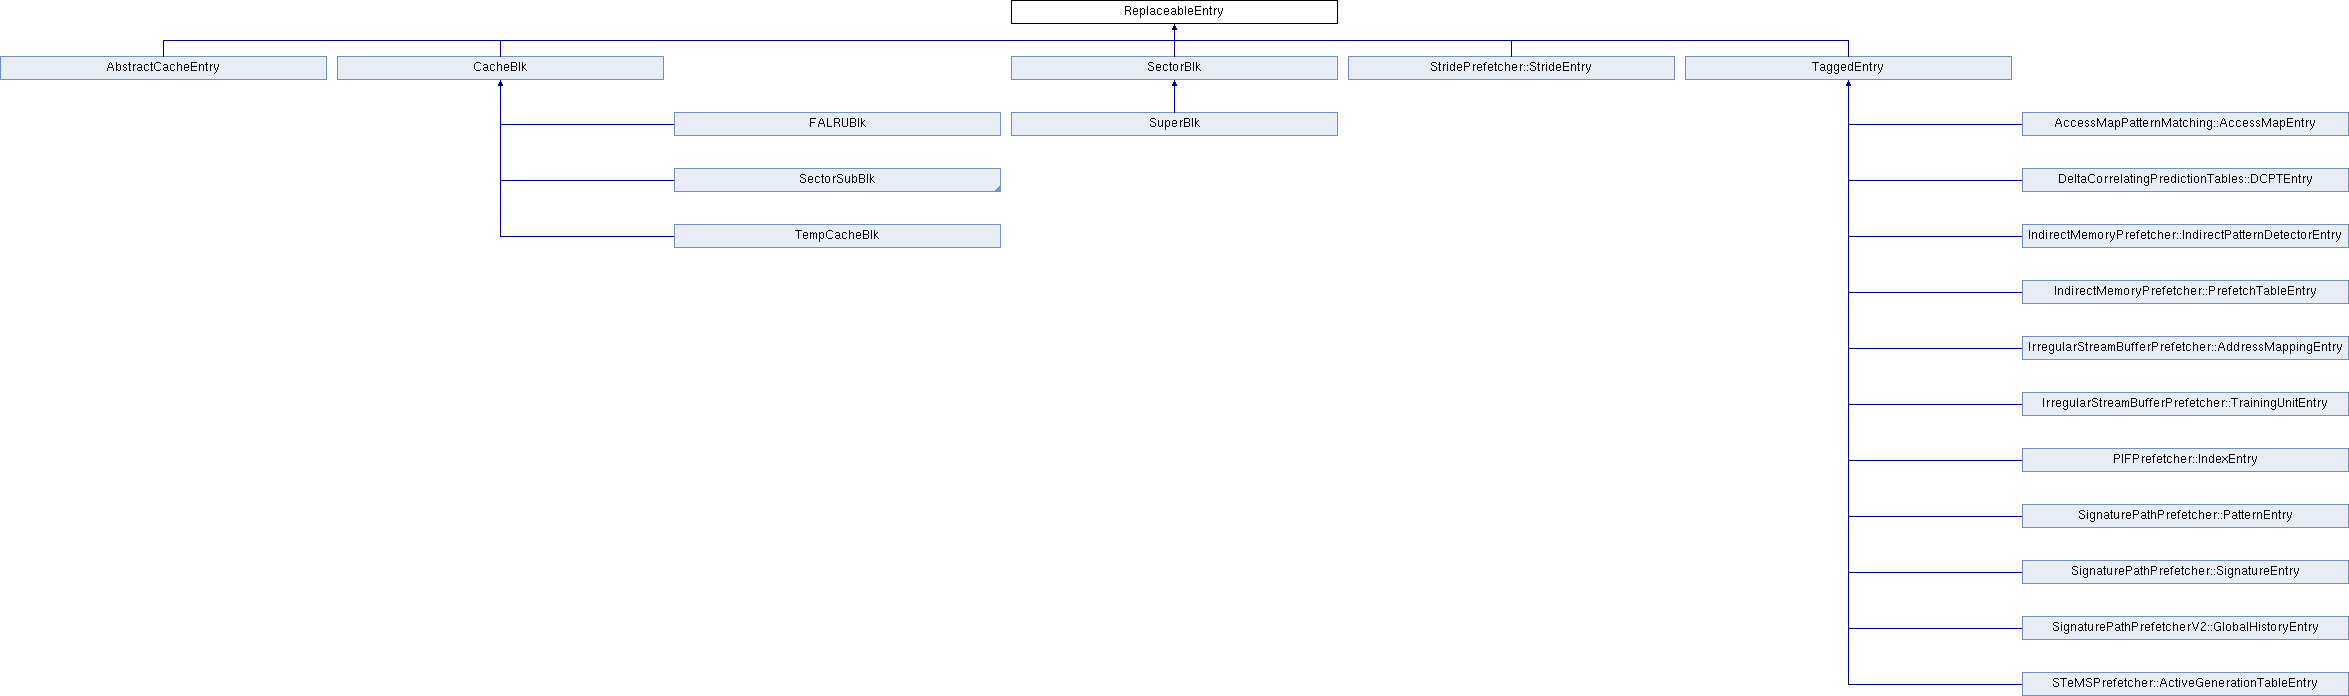 ReplaceableEntry
AbstractCacheEntry
CacheBlk
SectorBlk
StridePrefetcher::StrideEntry
TaggedEntry
FALRUBlk
SuperBlk
AccessMapPatternMatching::AccessMapEntry
SectorSubBlk
DeltaCorrelatingPredictionTables::DCPTEntry
TempCacheBlk
IndirectMemoryPrefetcher::IndirectPatternDetectorEntry
IndirectMemoryPrefetcher::PrefetchTableEntry
IrregularStreamBufferPrefetcher::AddressMappingEntry
IrregularStreamBufferPrefetcher::TrainingUnitEntry
PIFPrefetcher::IndexEntry
SignaturePathPrefetcher::PatternEntry
SignaturePathPrefetcher::SignatureEntry
SignaturePathPrefetcherV2::GlobalHistoryEntry
STeMSPrefetcher::ActiveGenerationTableEntry